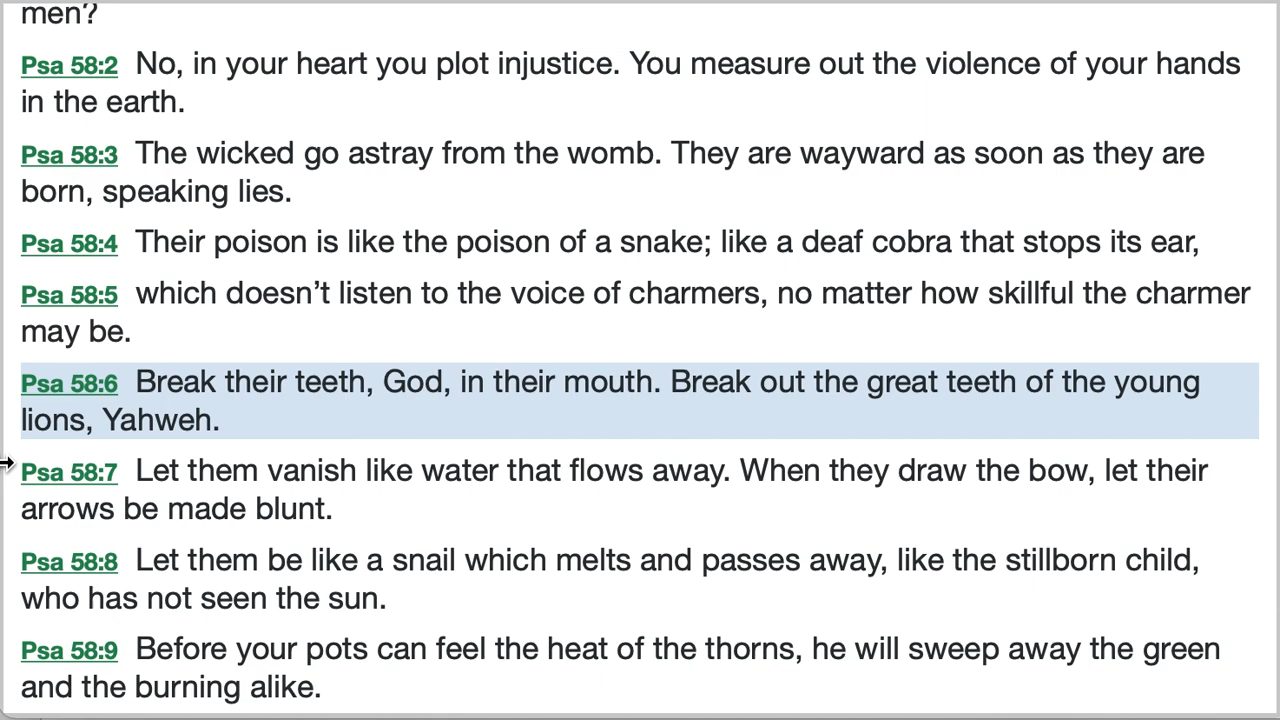 men?
Psa 58:2 No, in your heart you plot injustice. You measure out the violence of your hands
in the earth.
Psa 58:3 The wicked go astray from the womb. They are wayward as soon as they are
born, speaking lies.
Psa 58:4 Their poison is like the poison of a snake; like a deaf cobra that stops its ear,
Psa 58:5 which doesn’t listen to the voice of charmers, no matter how skillful the charmer
may be.
Psa 58:6 Break their teeth, God, in their mouth. Break out the great teeth of the young
lions, Yahweh.
Psa 58:7 Let them vanish like water that flows away. When they draw the bow, let their
arrows be made blunt.
Psa 58:8 Let them be like a snail which melts and passes away, like the stillborn child,
who has not seen the sun.
Psa 58:9 Before your pots can feel the heat of the thorns, he will sweep away the green
and the burning alike.